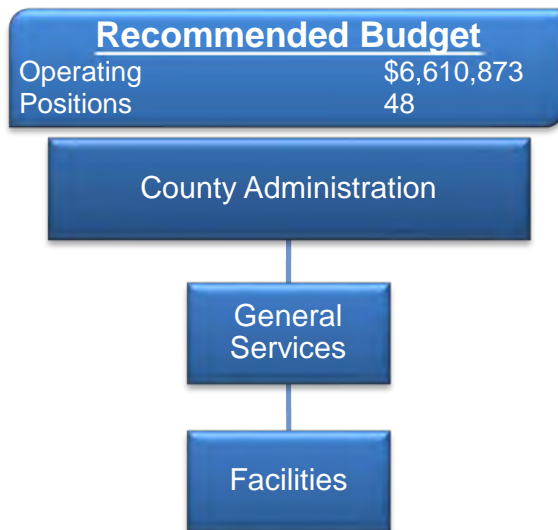 Recommended Budget
Operating $6,610,873
Positions 48
County Administration
General
Services
Facilities